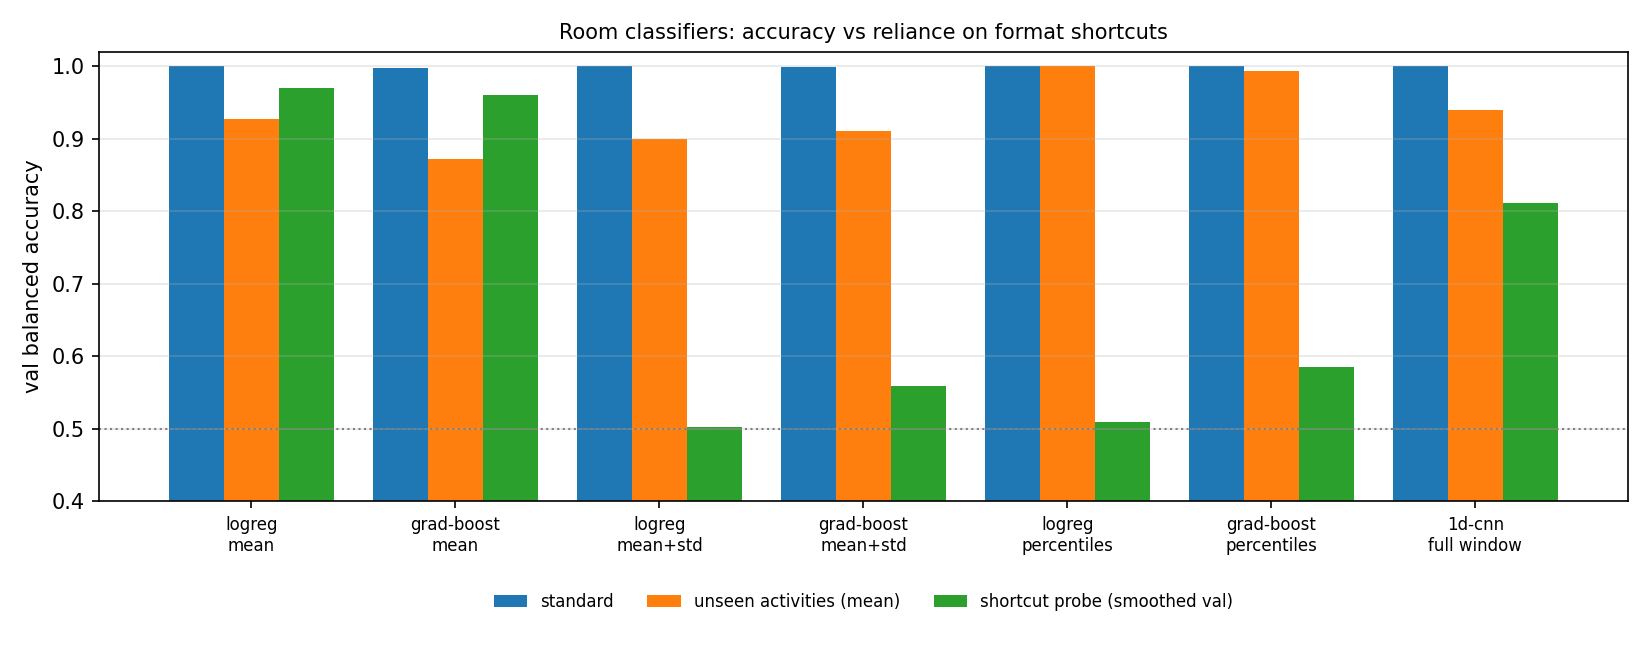 Room classifiers: accuracy vs reliance on format shortcuts
val balanced accuracy
1.0
0.9
0.8
0.7
0.6
0.5
0.4
logreg
mean
grad-boost
mean
logreg
mean+std
grad-boost
mean+std
logreg
percentiles
grad-boost
percentiles
1d-cnn
full window
standard
unseen activities (mean)
shortcut probe (smoothed val)